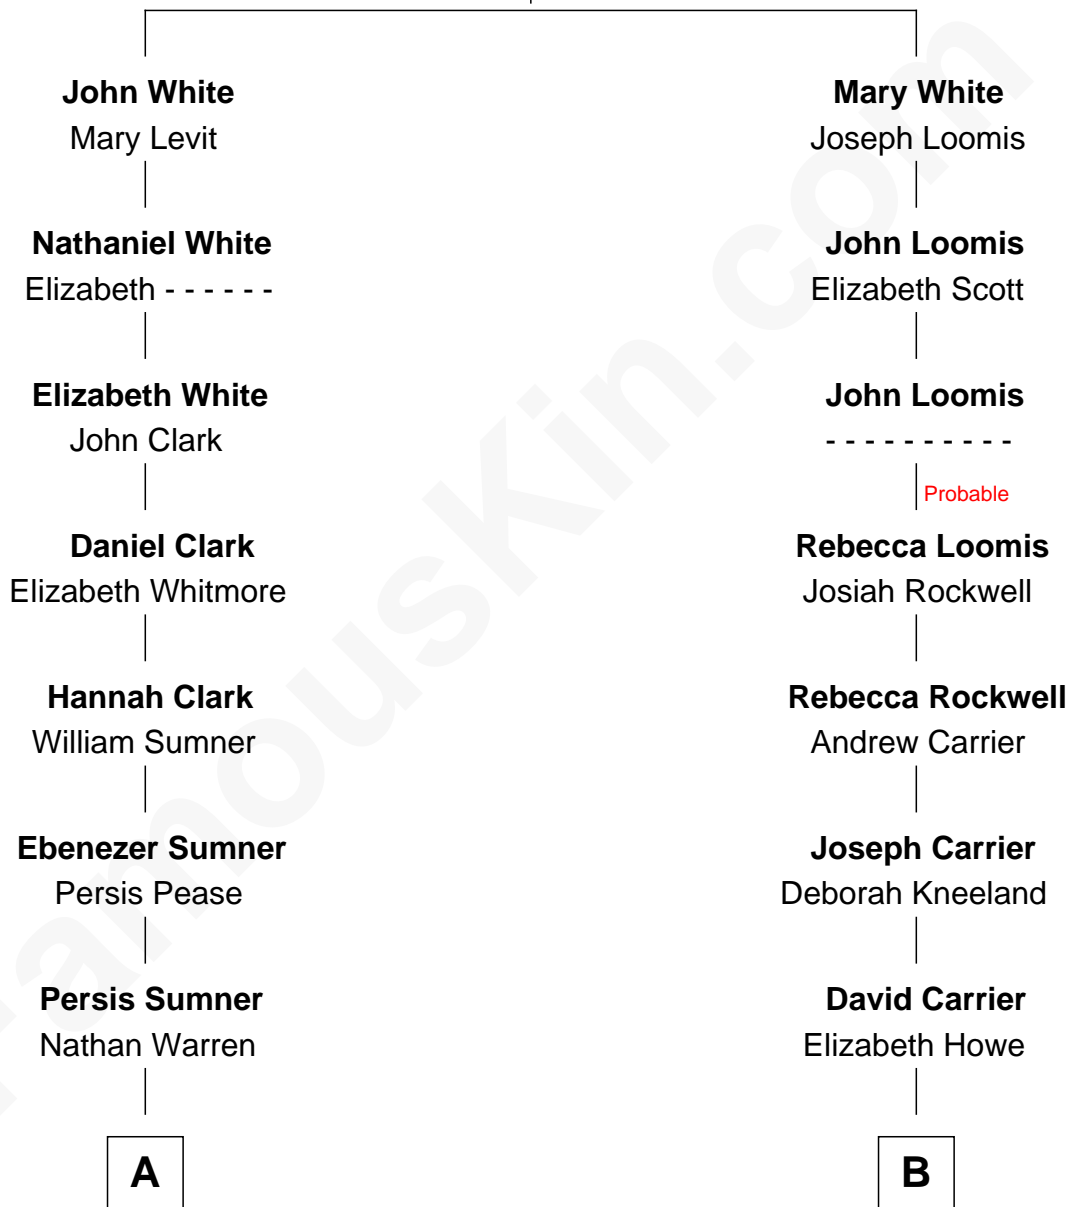 John White
Mary Levit
Nathaniel White
Elizabeth - - - - - -
Elizabeth White
John Clark
Daniel Clark
Elizabeth Whitmore
Hannah Clark
William Sumner
Ebenezer Sumner
Persis Pease
Persis Sumner
Nathan Warren
A
Mary White
Joseph Loomis
John Loomis
Elizabeth Scott
John Loomis
- - - - - - - - - -
Probable
Rebecca Loomis
Josiah Rockwell
Rebecca Rockwell
Andrew Carrier
Joseph Carrier
Deborah Kneeland
David Carrier
Elizabeth Howe
B
FamousKin.com